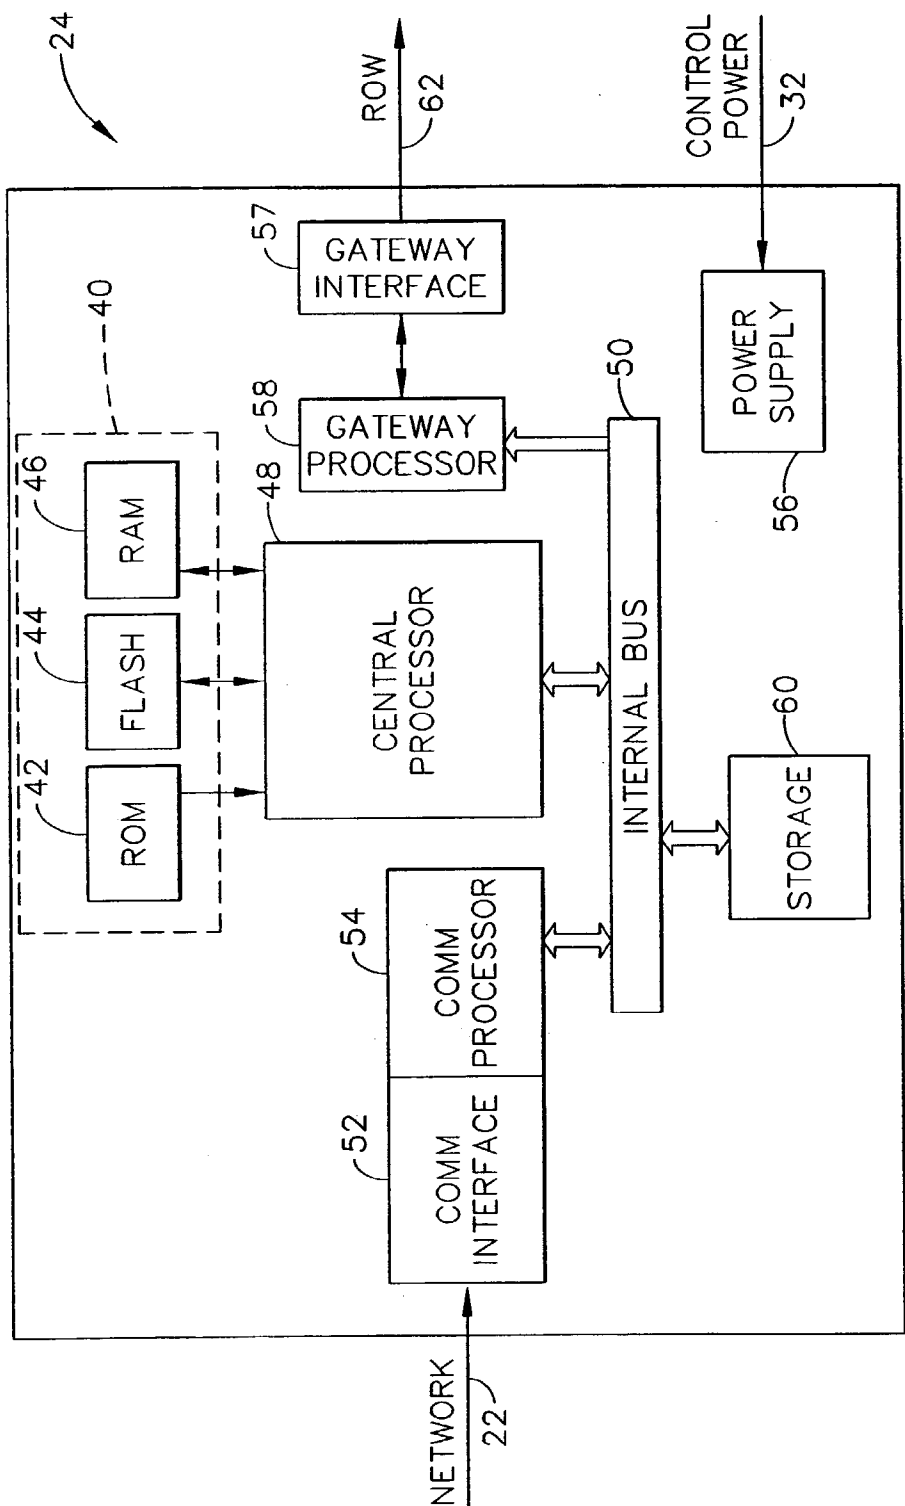 24
40
42
ROM
44
FLASH
46
RAM
48
CENTRAL
PROCESSOR
58
GATEWAY
PROCESSOR
57
GATEWAY
INTERFACE
ROW
62
NETWORK
22
52
COMM
INTERFACE
54
COMM
PROCESSOR
INTERNAL BUS
50
STORAGE
60
56
POWER
SUPPLY
CONTROL
POWER
32